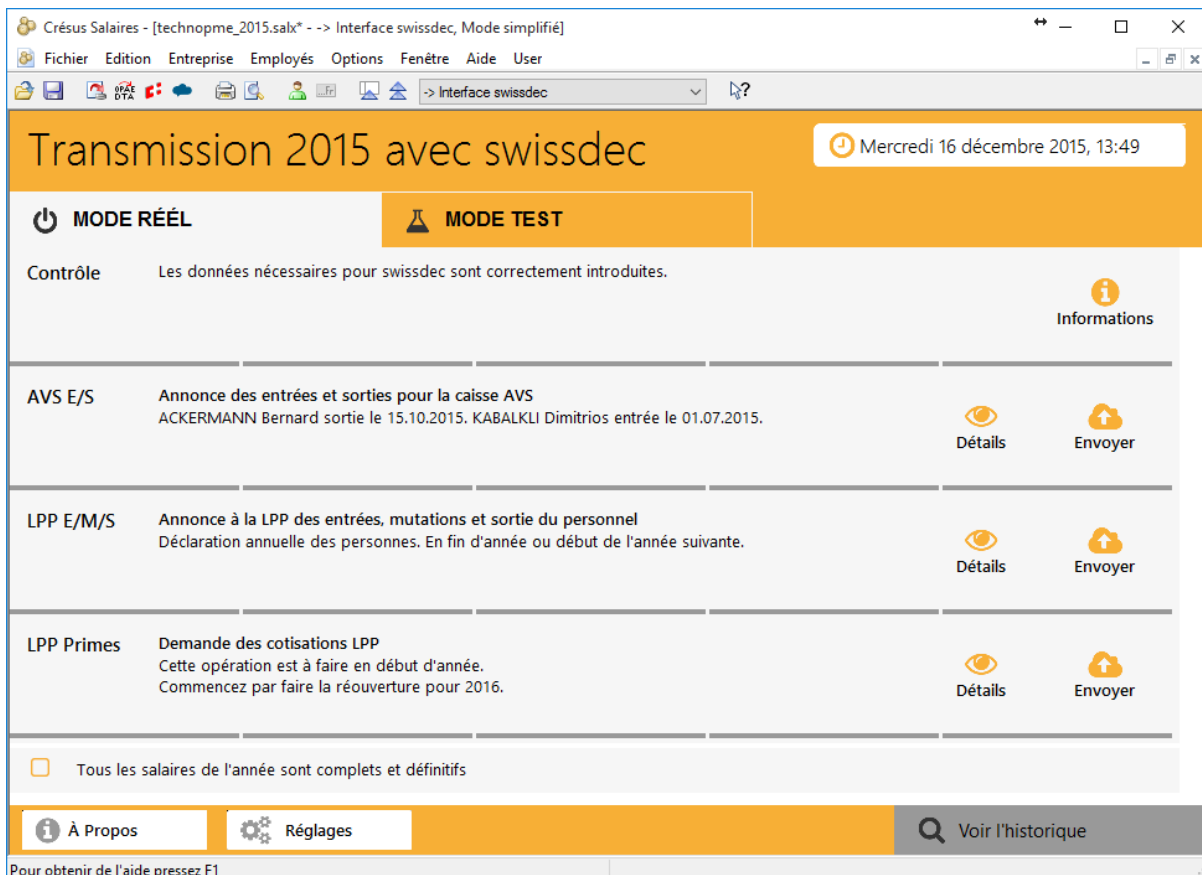 Crésus Salaires - [technopme_2015.salx* - -> Interface swissdec, Mode simplifié]
Fichier Edition Entreprise Employés Options Fenêtre Aide User
OPAE DTA ..Fr -> Interface swissdec ?
Transmission 2015 avec swissdec
Mercredi 16 décembre 2015, 13:49
MODE RÉÉL MODE TEST
Contrôle Les données nécessaires pour swissdec sont correctement introduites.
Informations
AVS E/S Annonce des entrées et sorties pour la caisse AVS
ACKERMANN Bernard sortie le 15.10.2015. KABALKLI Dimitrios entrée le 01.07.2015.
Détails Envoyer
LPP E/M/S Annonce à la LPP des entrées, mutations et sortie du personnel
Déclaration annuelle des personnes. En fin d'année ou début de l'année suivante.
Détails Envoyer
LPP Primes Demande des cotisations LPP
Cette opération est à faire en début d'année.
Commencez par faire la réouverture pour 2016.
Détails Envoyer
Tous les salaires de l'année sont complets et définitifs
À Propos Réglages Voir l'historique
Pour obtenir de l'aide pressez F1